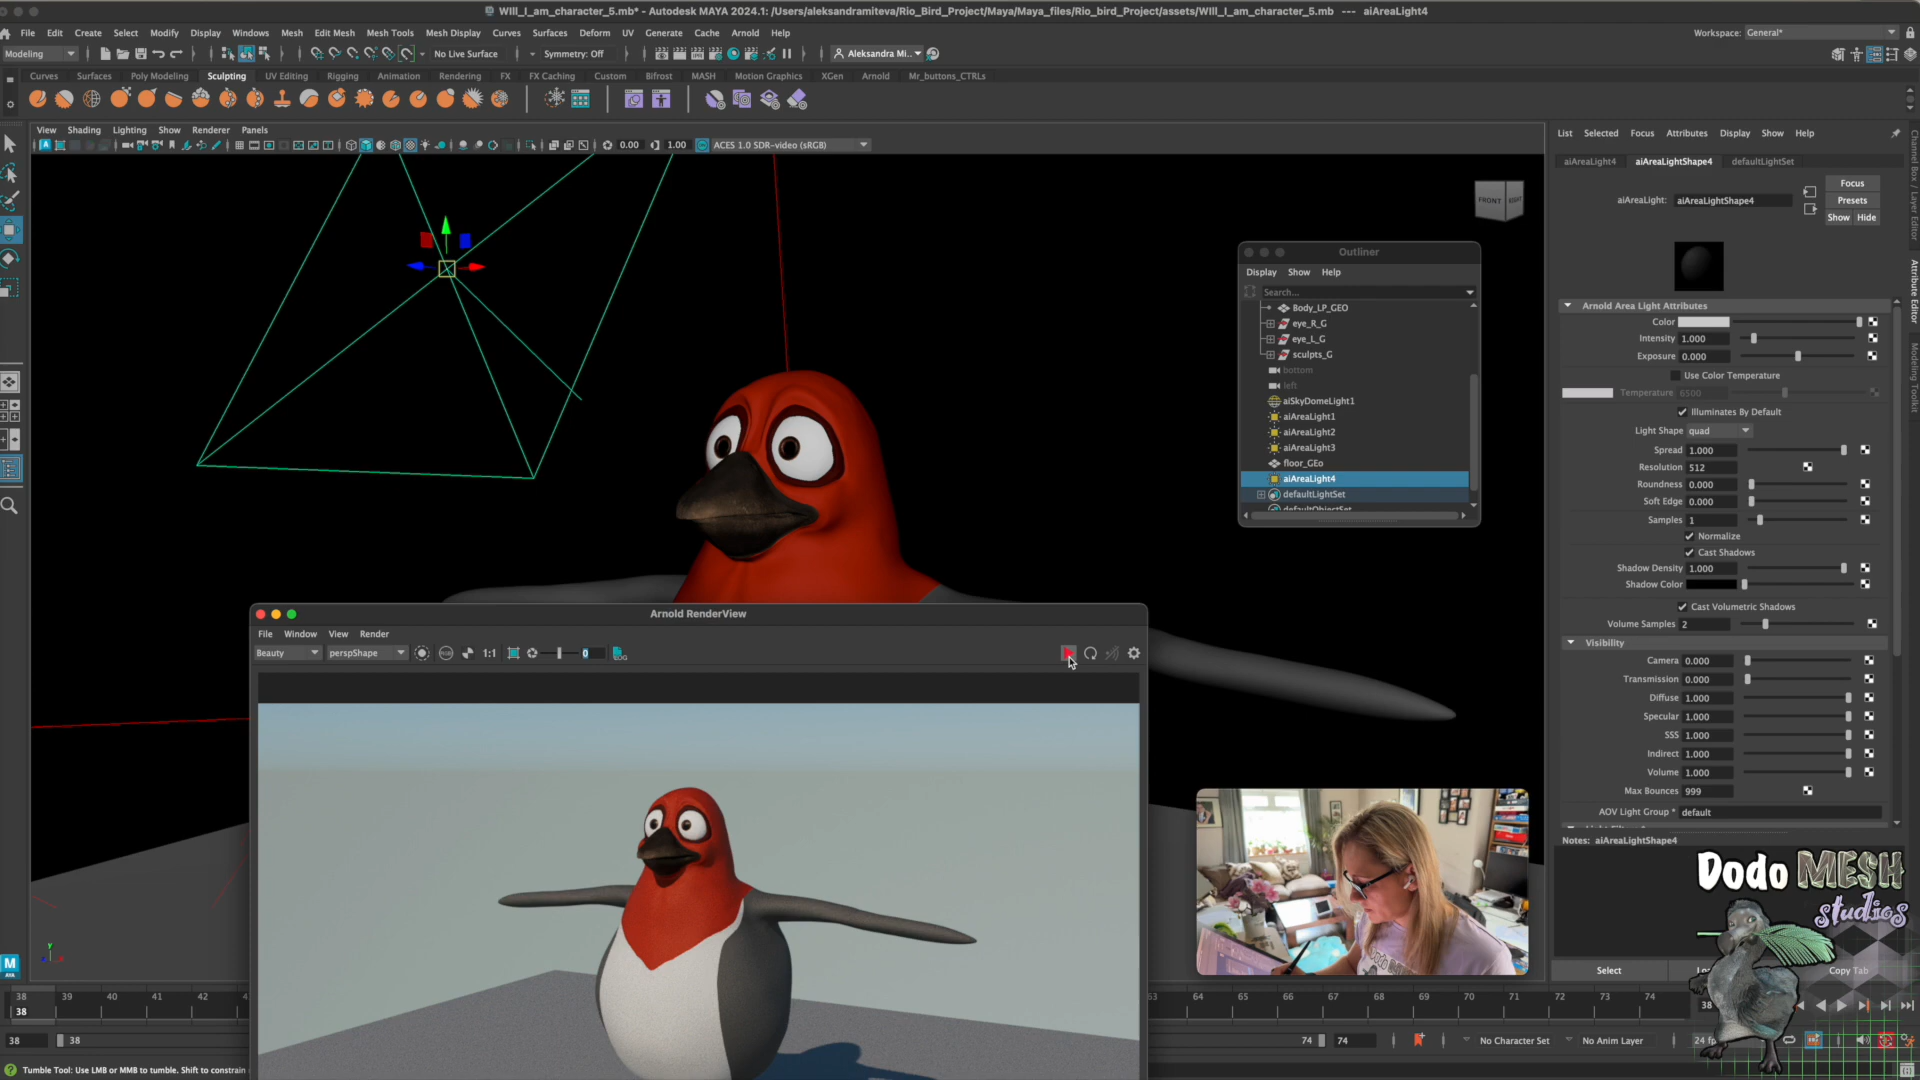 WIll_I_am_character_5.mb* - Autodesk MAYA 2024.1: /Users/aleksandramiteva/Rio_Bird_Project/Maya/Maya_files/Rio_bird_Project/assets/WIll_I_am_character_5.mb --- aiAreaLight4
File Edit Create Select Modify Display Windows Mesh Edit Mesh Mesh Tools Mesh Display Curves Surfaces Deform UV Generate Cache Arnold Help
Workspace: General*
Modeling No Live Surface Symmetry: Off Aleksandra Mi..
Curves Surfaces Poly Modeling Sculpting UV Editing Rigging Animation Rendering FX FX Caching Custom Bifrost MASH Motion Graphics XGen Arnold Mr_buttons_CTRLs
View Shading Lighting Show Renderer Panels
0.00 1.00 ACES 1.0 SDR-video (sRGB)
FRONT RIGHT
Outliner
Display Show Help
Search...
Body_LP_GEO
eye_R_G
eye_L_G
sculpts_G
bottom
left
aiSkyDomeLight1
aiAreaLight1
aiAreaLight2
aiAreaLight3
floor_GEo
aiAreaLight4
defaultLightSet
defaultObjectSet
Arnold RenderView
File Window View Render
Beauty perspShape 1:1 0
LOG
List Selected Focus Attributes Display Show Help
aiAreaLight4 aiAreaLightShape4 defaultLightSet
Focus
aiAreaLight: aiAreaLightShape4 Presets
Show Hide
Arnold Area Light Attributes
Color
Intensity 1.000
Exposure 0.000
Use Color Temperature
Temperature 6500
Illuminates By Default
Light Shape quad
Spread 1.000
Resolution 512
Roundness 0.000
Soft Edge 0.000
Samples 1
Normalize
Cast Shadows
Shadow Density 1.000
Shadow Color
Cast Volumetric Shadows
Volume Samples 2
Visibility
Camera 0.000
Transmission 0.000
Diffuse 1.000
Specular 1.000
SSS 1.000
Indirect 1.000
Volume 1.000
Max Bounces 999
AOV Light Group * default
Notes: aiAreaLightShape4
Dodo MESH
studios
Select Copy Tab
Channel Box / Layer Editor
Attribute Editor
Modeling Toolkit
M
AYA
y
38 39 40 41 42 63 64 65 66 67 68 69 70 71 72 73 74
38 38
38 38 74 74 No Character Set No Anim Layer
Tumble Tool: Use LMB or MMB to tumble. Shift to constrain